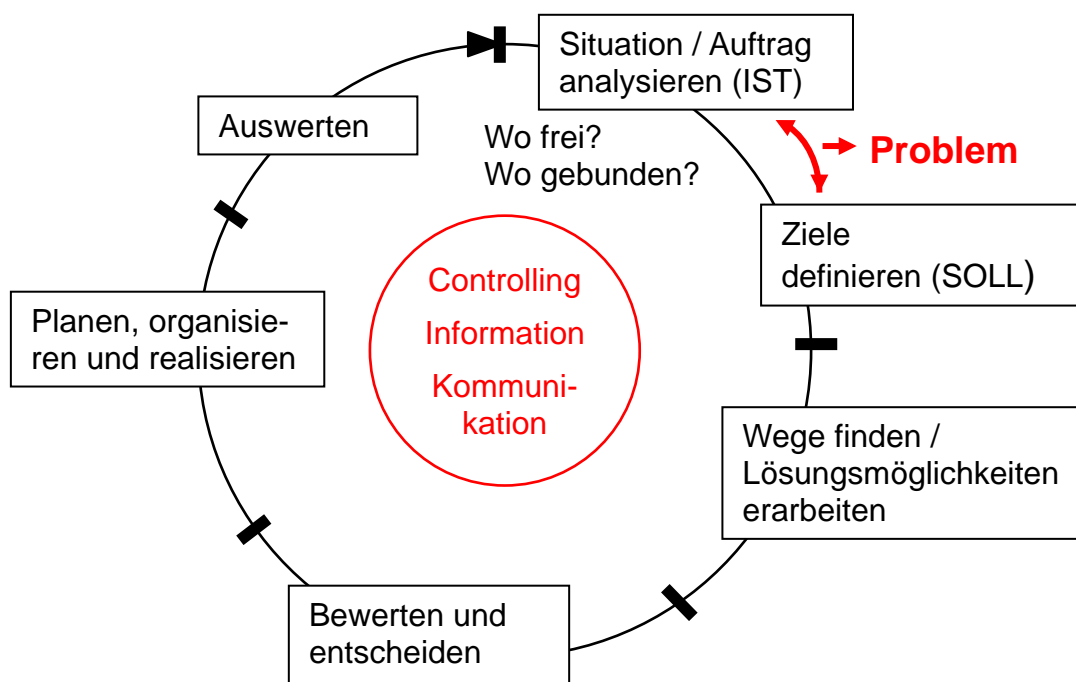 Situation / Auftrag
analysieren (IST)
Auswerten
Wo frei?
Wo gebunden?
Problem
Ziele
definieren (SOLL)
Controlling
Information
Kommuni-
kation
Planen, organisie-
ren und realisieren
Wege finden /
Lösungsmöglichkeiten
erarbeiten
Bewerten und
entscheiden